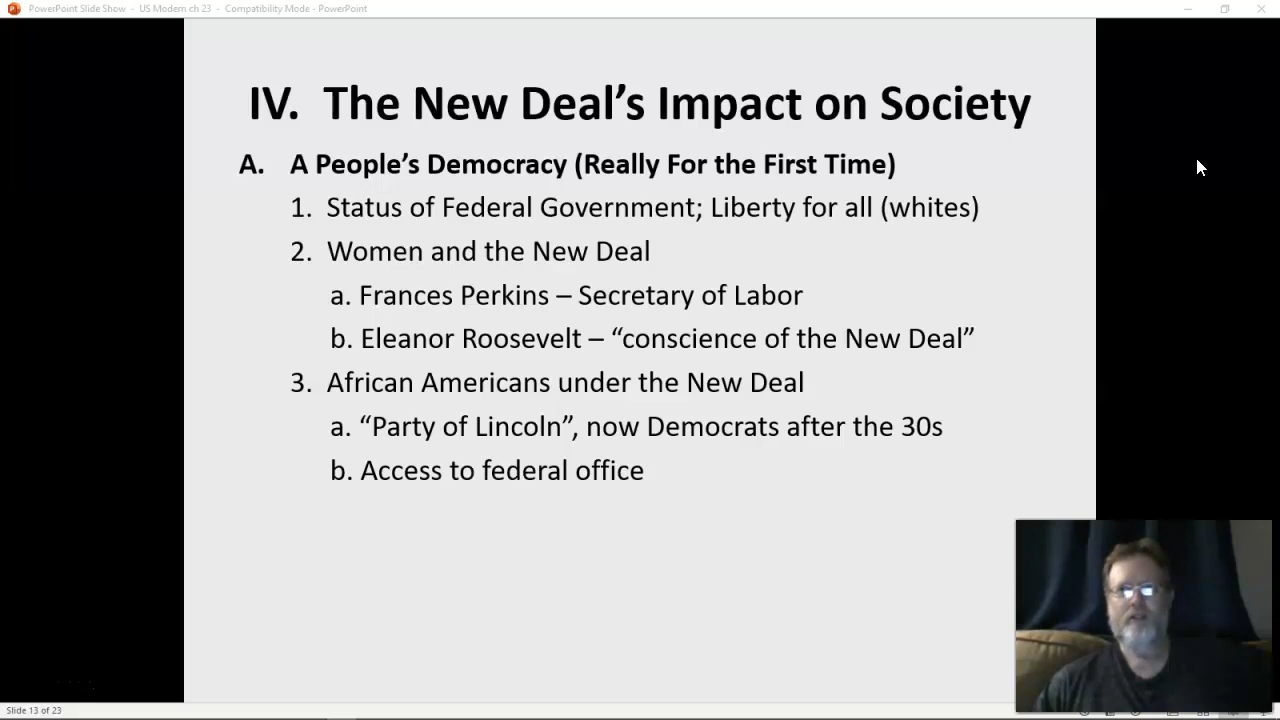 PowerPoint Slide Show - US Modern ch 23 - Compatibility Mode - PowerPoint
IV. The New Deal’s Impact on Society
A. A People’s Democracy (Really For the First Time)
1. Status of Federal Government; Liberty for all (whites)
2. Women and the New Deal
a. Frances Perkins – Secretary of Labor
b. Eleanor Roosevelt – “conscience of the New Deal”
3. African Americans under the New Deal
a. “Party of Lincoln”, now Democrats after the 30s
b. Access to federal office
Slide 13 of 23